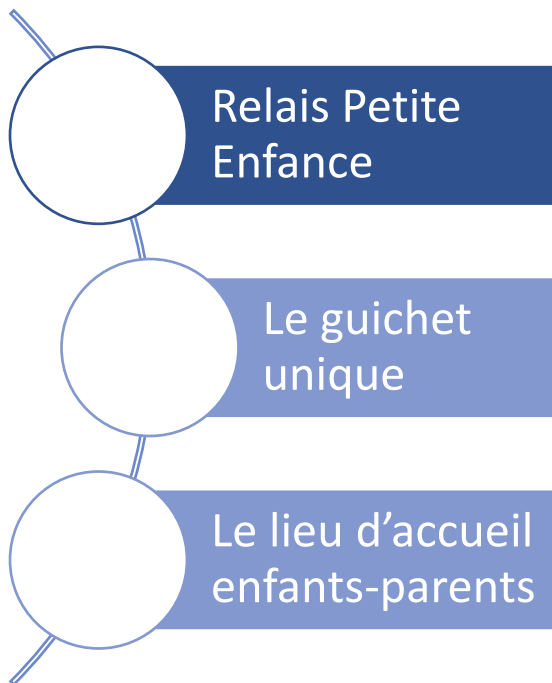 Relais Petite
Enfance
Le guichet
unique
Le lieu d’accueil
enfants-parents